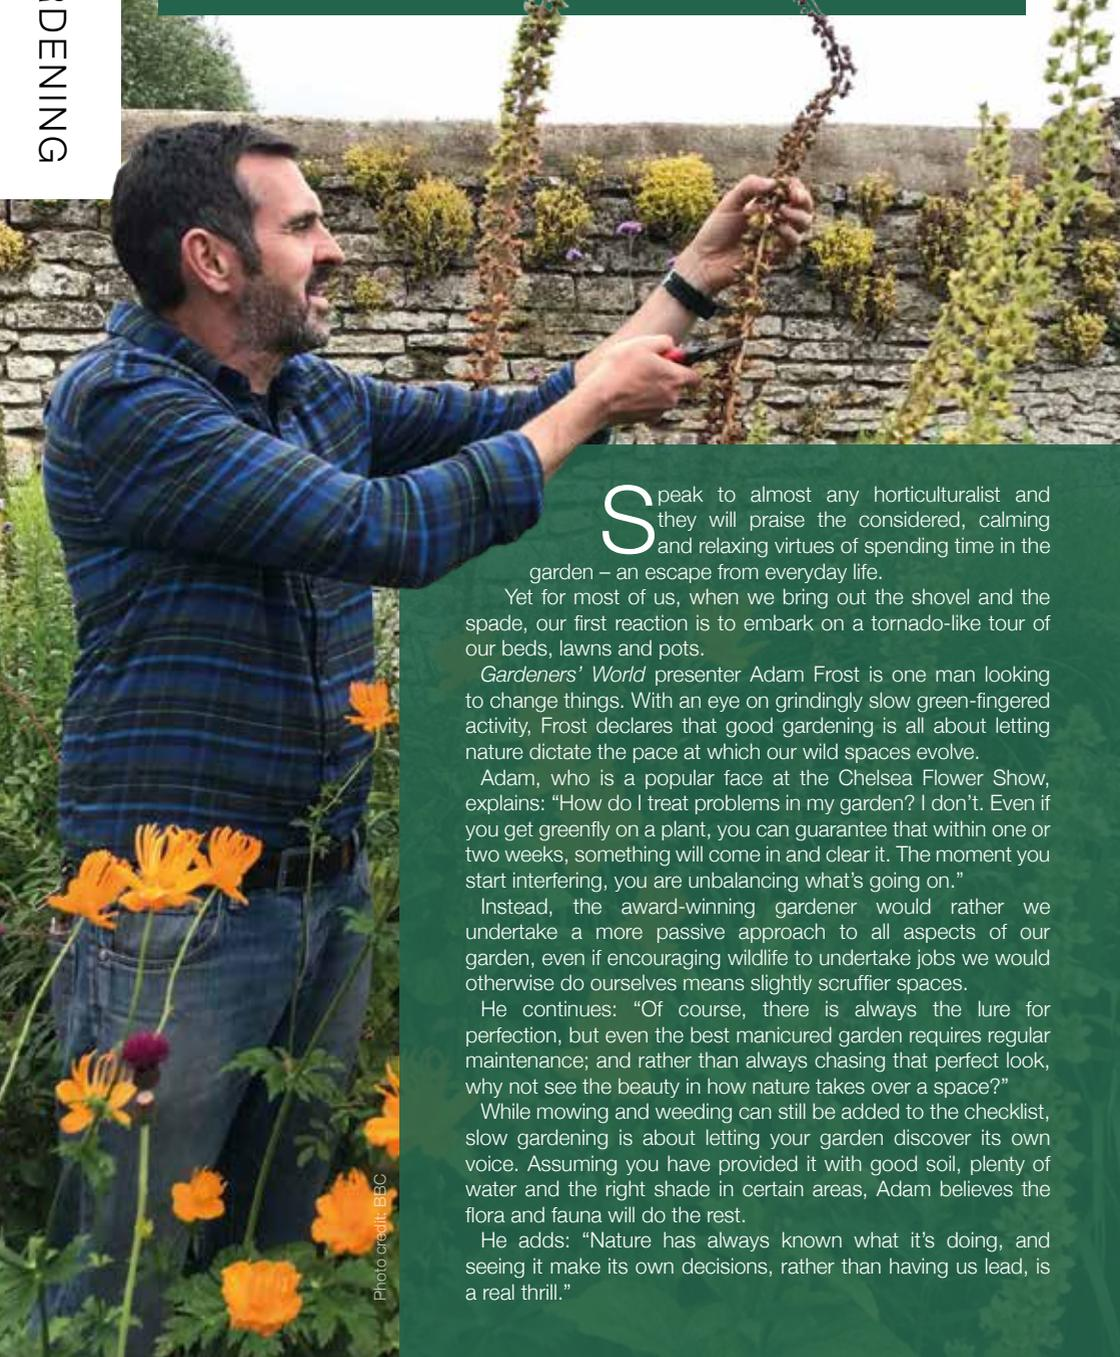 RDENING
Speak to almost any horticulturalist and
they will praise the considered, calming
and relaxing virtues of spending time in the
garden – an escape from everyday life.
Yet for most of us, when we bring out the shovel and the
spade, our first reaction is to embark on a tornado-like tour of
our beds, lawns and pots.
Gardeners’ World presenter Adam Frost is one man looking
to change things. With an eye on grindingly slow green-fingered
activity, Frost declares that good gardening is all about letting
nature dictate the pace at which our wild spaces evolve.
Adam, who is a popular face at the Chelsea Flower Show,
explains: “How do I treat problems in my garden? I don’t. Even if
you get greenfly on a plant, you can guarantee that within one or
two weeks, something will come in and clear it. The moment you
start interfering, you are unbalancing what’s going on.”
Instead, the award-winning gardener would rather we
undertake a more passive approach to all aspects of our
garden, even if encouraging wildlife to undertake jobs we would
otherwise do ourselves means slightly scruffier spaces.
He continues: “Of course, there is always the lure for
perfection, but even the best manicured garden requires regular
maintenance; and rather than always chasing that perfect look,
why not see the beauty in how nature takes over a space?”
While mowing and weeding can still be added to the checklist,
slow gardening is about letting your garden discover its own
voice. Assuming you have provided it with good soil, plenty of
water and the right shade in certain areas, Adam believes the
flora and fauna will do the rest.
He adds: “Nature has always known what it’s doing, and
seeing it make its own decisions, rather than having us lead, is
a real thrill.”
Photo credit: BBC